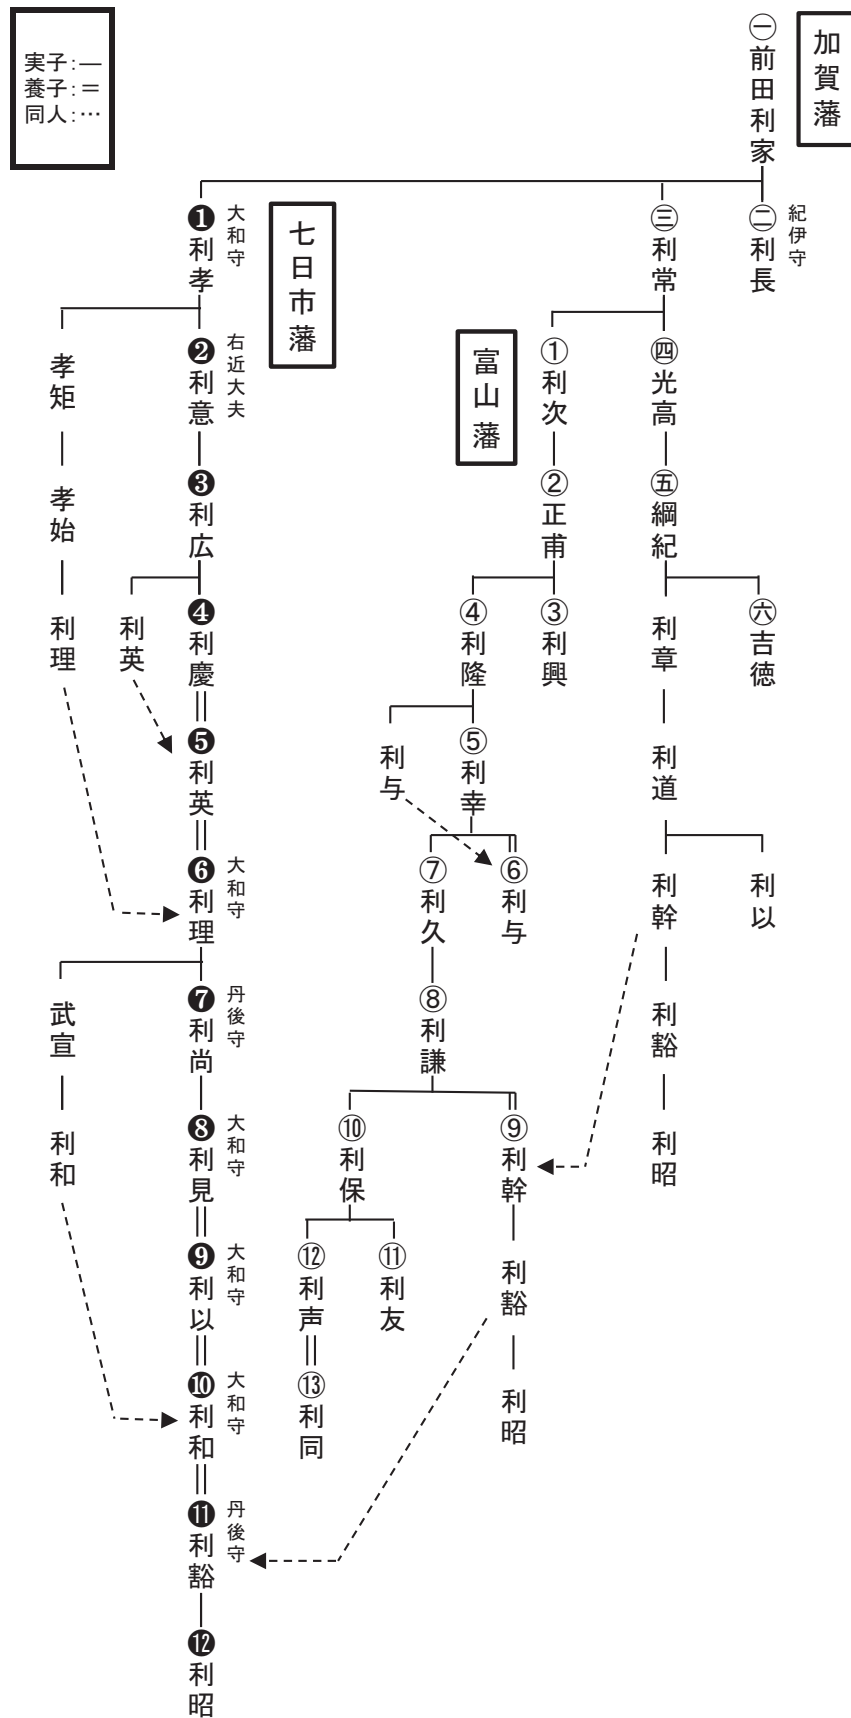 加賀藩
㊀前田利家
紀伊守
㊁利長
㊂利常
㊃光高
㊄綱紀
㊅吉徳
利章
利道
利以
利幹
利豁
利昭
富山藩
①利次
②正甫
③利興
④利隆
⑤利幸
利与
⑥利与
⑦利久
⑧利謙
⑨利幹
利豁
利昭
⑩利保
⑪利友
⑫利声
⑬利同
七日市藩
大和守
❶利孝
右近大夫
❷利意
❸利広
❹利慶
利英
❺利英
大和守
❻利理
丹後守
❼利尚
大和守
❽利見
大和守
❾利以
大和守
❿利和
丹後守
⓫利豁
⓬利昭
孝矩
孝始
利理
武宣
利和
実子:―
養子:＝
同人:…